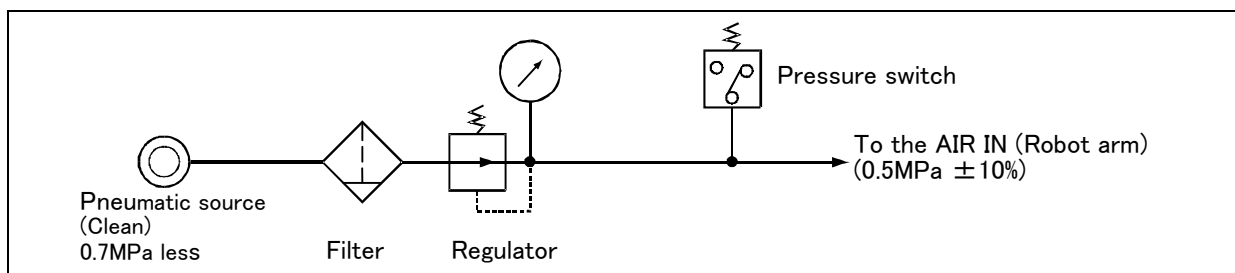 Pressure switch
To the AIR IN (Robot arm)
(0.5MPa ±10%)
Pneumatic source
(Clean)
0.7MPa less
Filter
Regulator